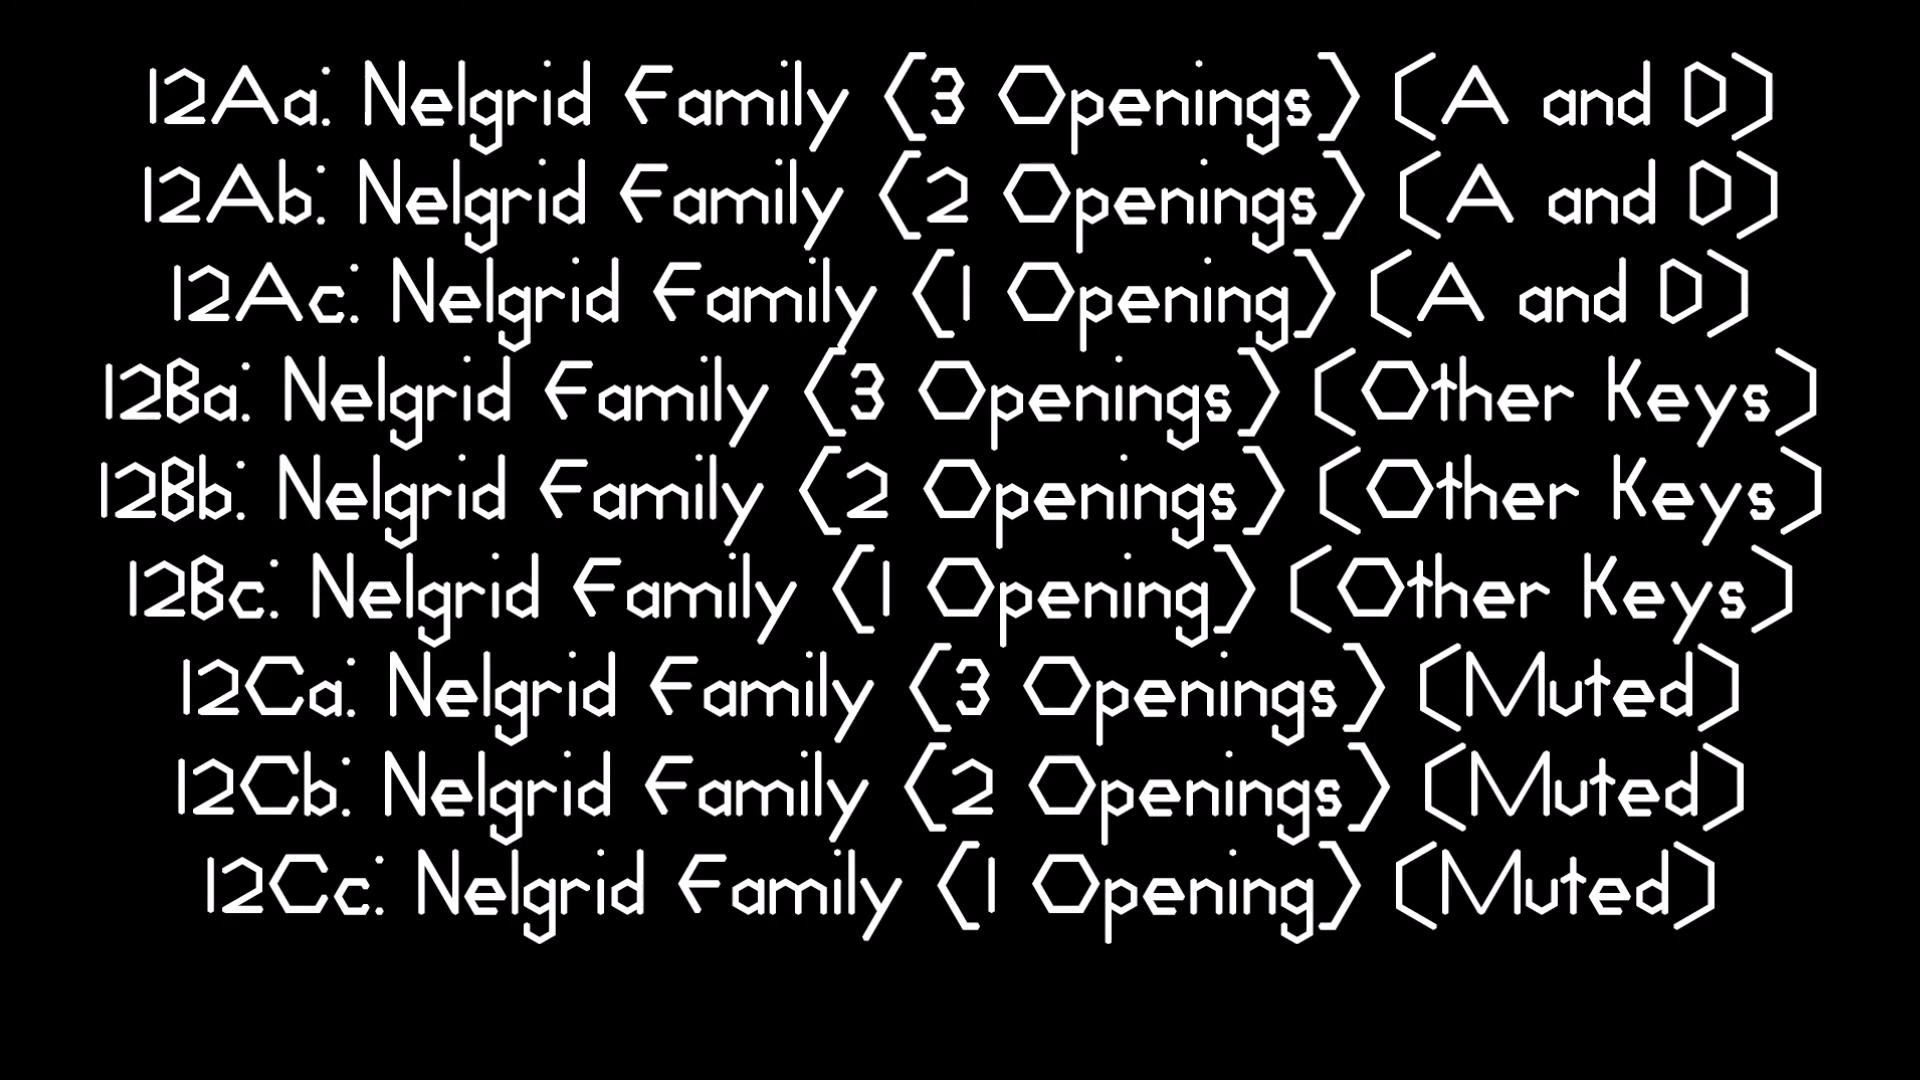 12Aa: Nelgrid Family {3 Openings} (A and D)
12Ab: Nelgrid Family {2 Openings} (A and D)
12Ac: Nelgrid Family {1 Opening} (A and D)
12Ba: Nelgrid Family {3 Openings} (Other Keys)
12Bb: Nelgrid Family {2 Openings} (Other Keys)
12Bc: Nelgrid Family {1 Opening} (Other Keys)
12Ca: Nelgrid Family {3 Openings} (Muted)
12Cb: Nelgrid Family {2 Openings} (Muted)
12Cc: Nelgrid Family {1 Opening} (Muted)